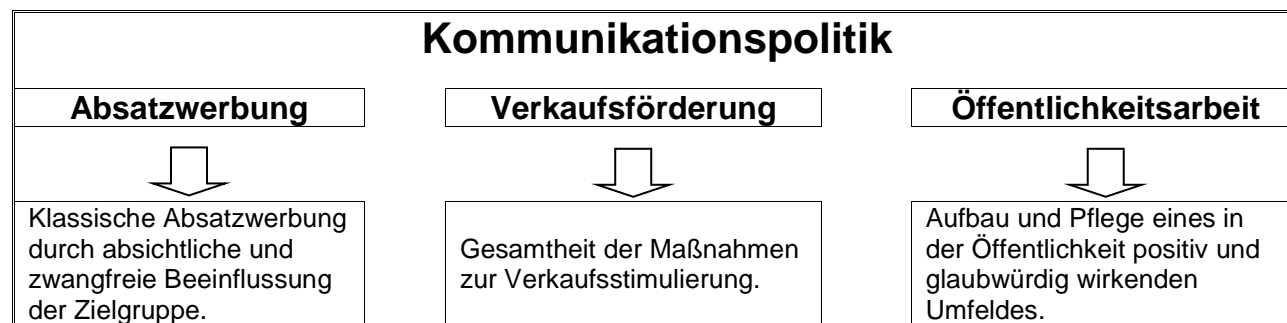 Kommunikationspolitik
Absatzwerbung
Verkaufsförderung
Öffentlichkeitsarbeit
Klassische Absatzwerbung
durch absichtliche und
zwangfreie Beeinflussung
der Zielgruppe.
Gesamtheit der Maßnahmen
zur Verkaufsstimulierung.
Aufbau und Pflege eines in
der Öffentlichkeit positiv und
glaubwürdig wirkenden
Umfeldes.